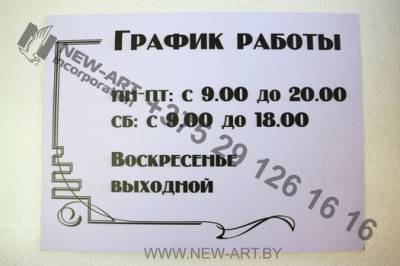 ГРАФИК РАБОТЫ
NEW-ART
incorporated
ПН-ПТ: С 9.00 ДО 20.00
СБ: С 9.00 ДО 18.00
+375 29 126 16 16
ВОСКРЕСЕНЬЕ
ВЫХОДНОЙ
WWW.NEW-ART.BY